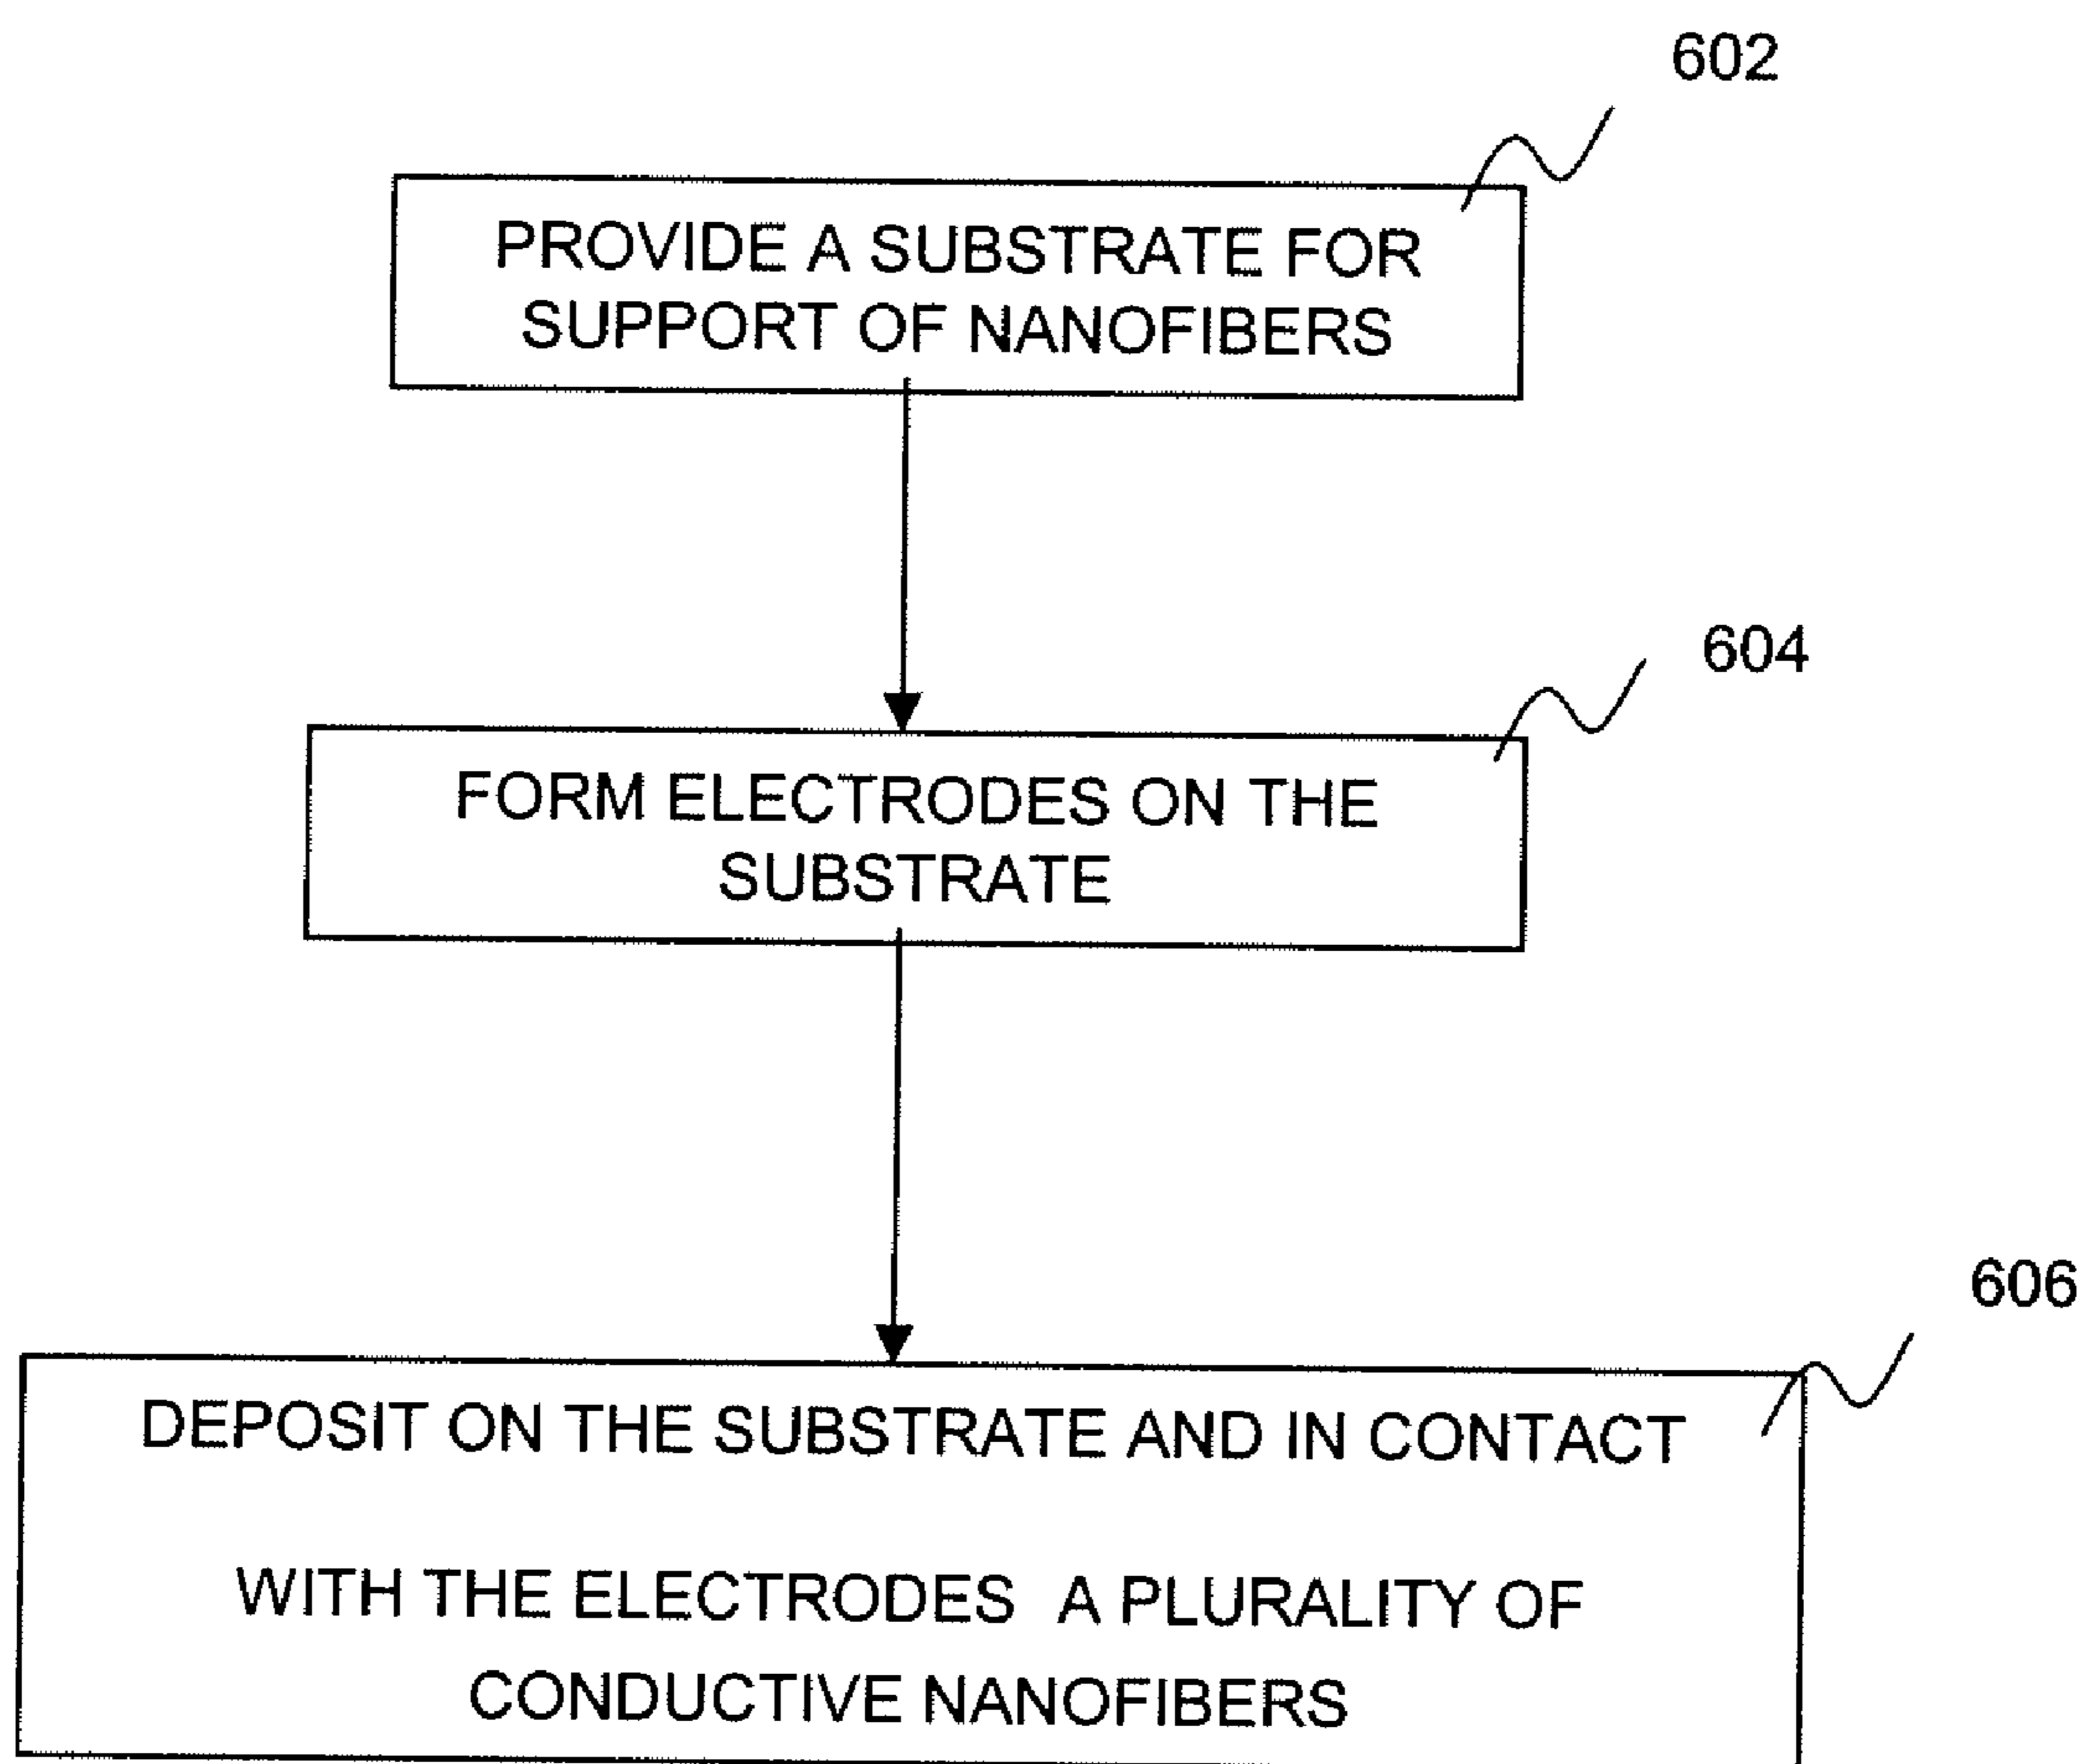 602
PROVIDE A SUBSTRATE FOR
SUPPORT OF NANOFIBERS
604
FORM ELECTRODES ON THE
SUBSTRATE
606
DEPOSIT ON THE SUBSTRATE AND IN CONTACT
WITH THE ELECTRODES A PLURALITY OF
CONDUCTIVE NANOFIBERS